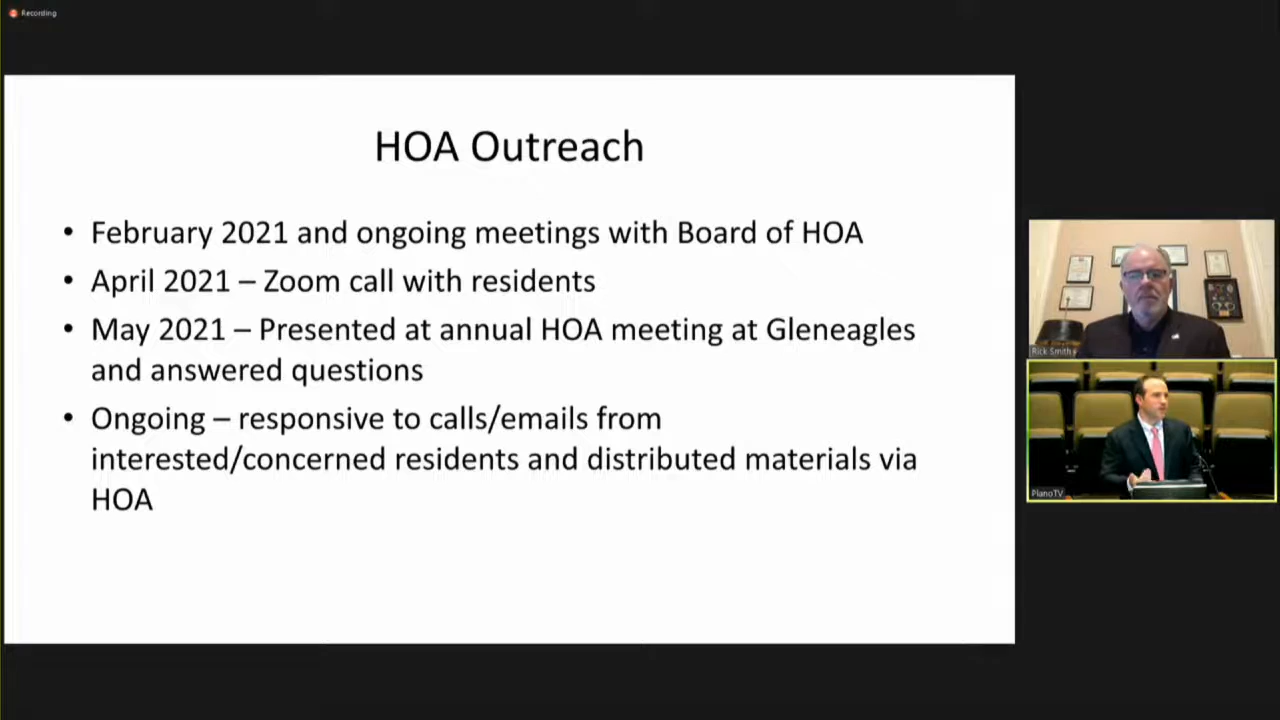 Recording
HOA Outreach
• February 2021 and ongoing meetings with Board of HOA
• April 2021 – Zoom call with residents
• May 2021 – Presented at annual HOA meeting at Gleneagles
and answered questions
• Ongoing – responsive to calls/emails from
interested/concerned residents and distributed materials via
HOA
Rick Smith
PlanoTV